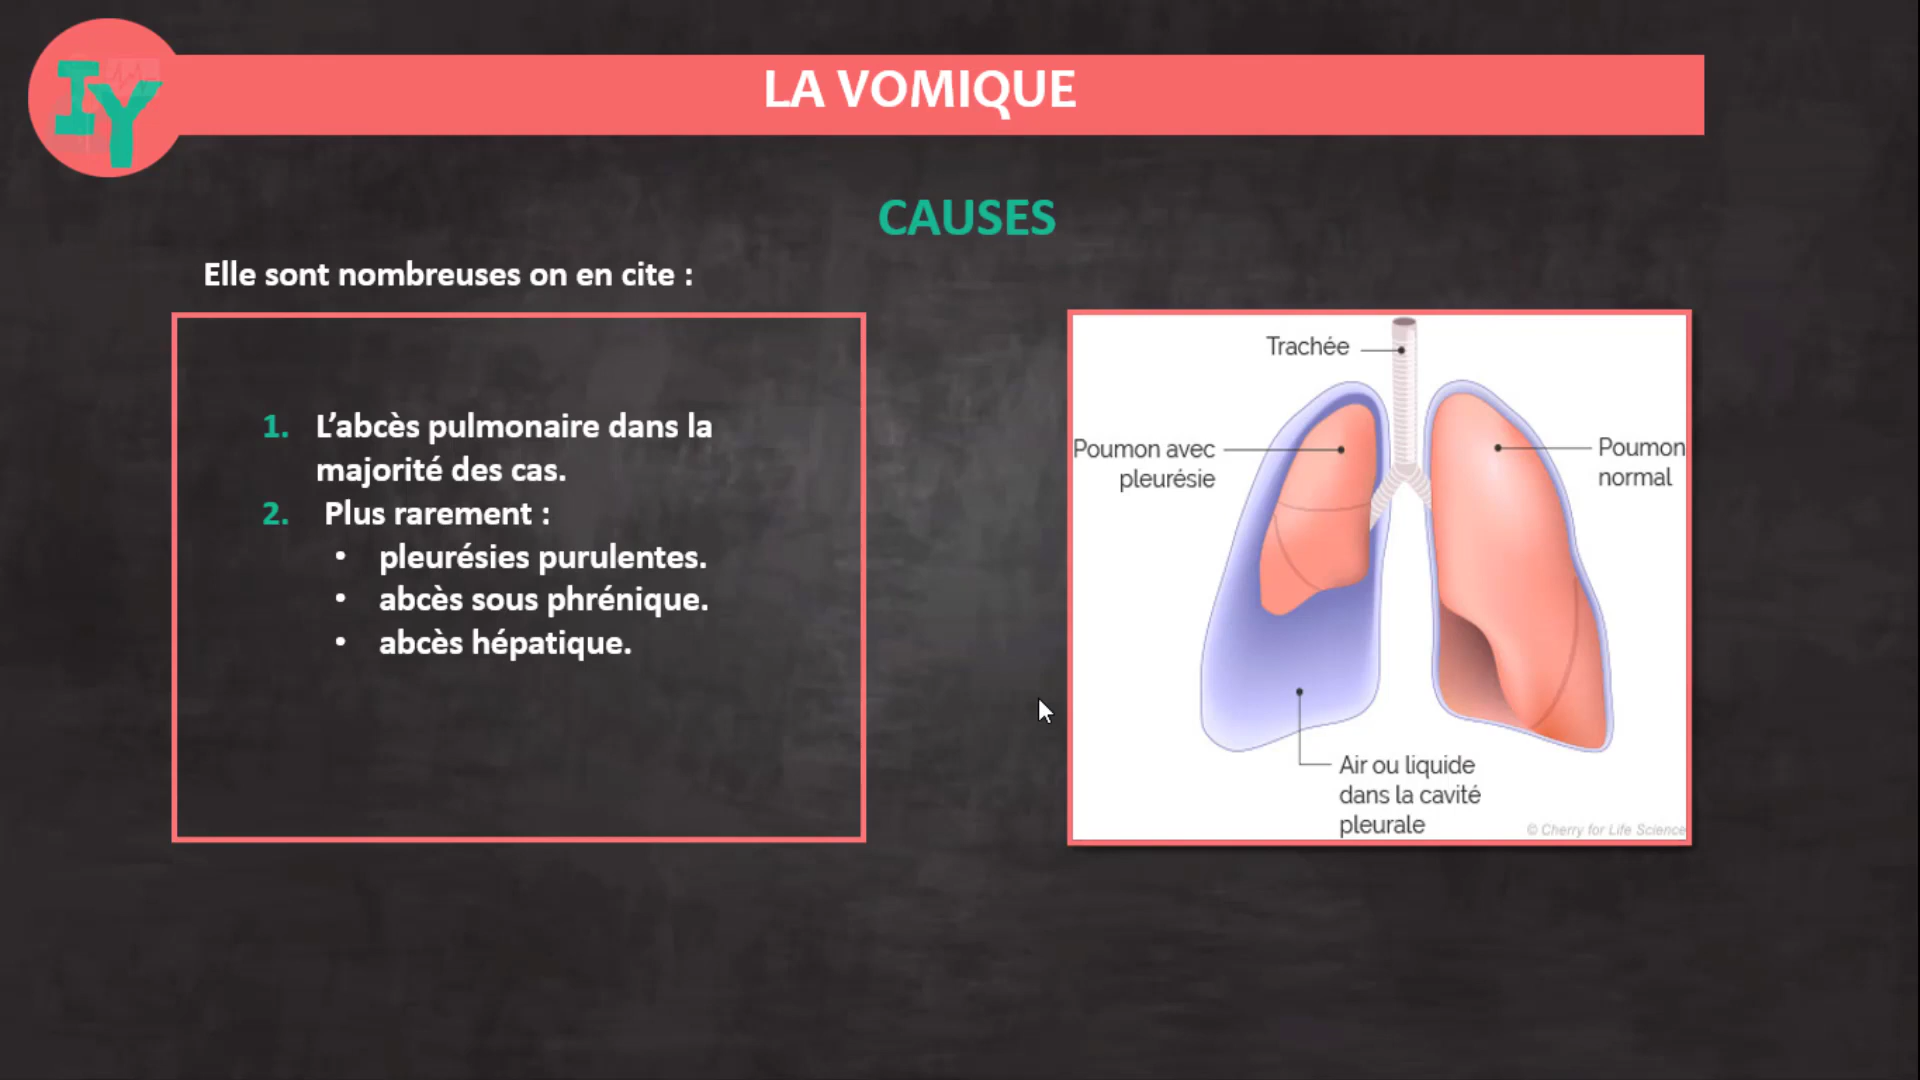 IY
LA VOMIQUE
CAUSES
Elle sont nombreuses on en cite :
1. L’abcès pulmonaire dans la
majorité des cas.
2. Plus rarement :
• pleurésies purulentes.
• abcès sous phrénique.
• abcès hépatique.
Trachée
Poumon avec
pleurésie
Poumon
normal
Air ou liquide
dans la cavité
pleurale
© Cherry for Life Science